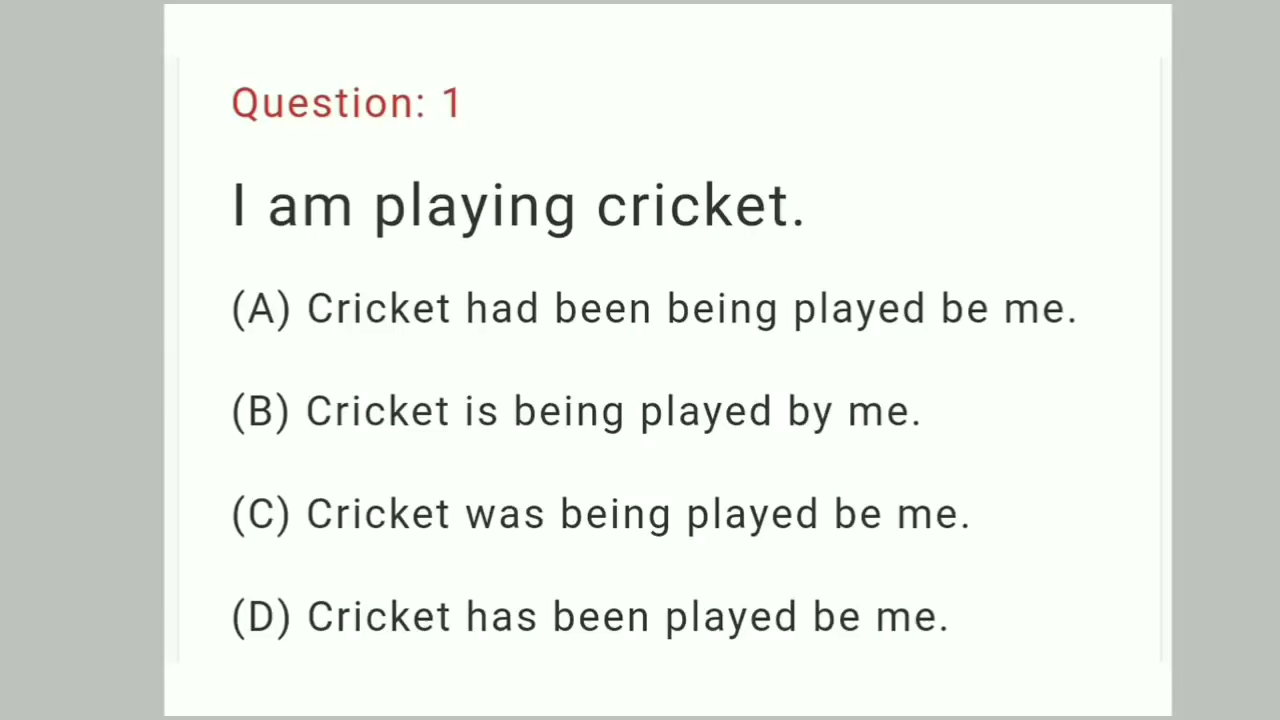 Question: 1
I am playing cricket.
(A) Cricket had been being played be me.
(B) Cricket is being played by me.
(C) Cricket was being played be me.
(D) Cricket has been played be me.